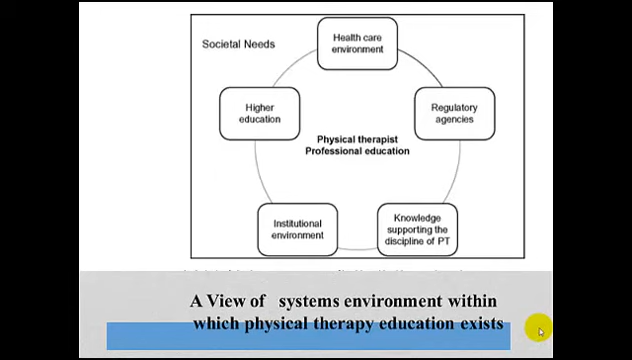 Societal Needs
Health care
environment
Higher
education
Regulatory
agencies
Physical therapist
Professional education
Institutional
environment
Knowledge
supporting the
discipline of PT
A View of systems environment within
which physical therapy education exists